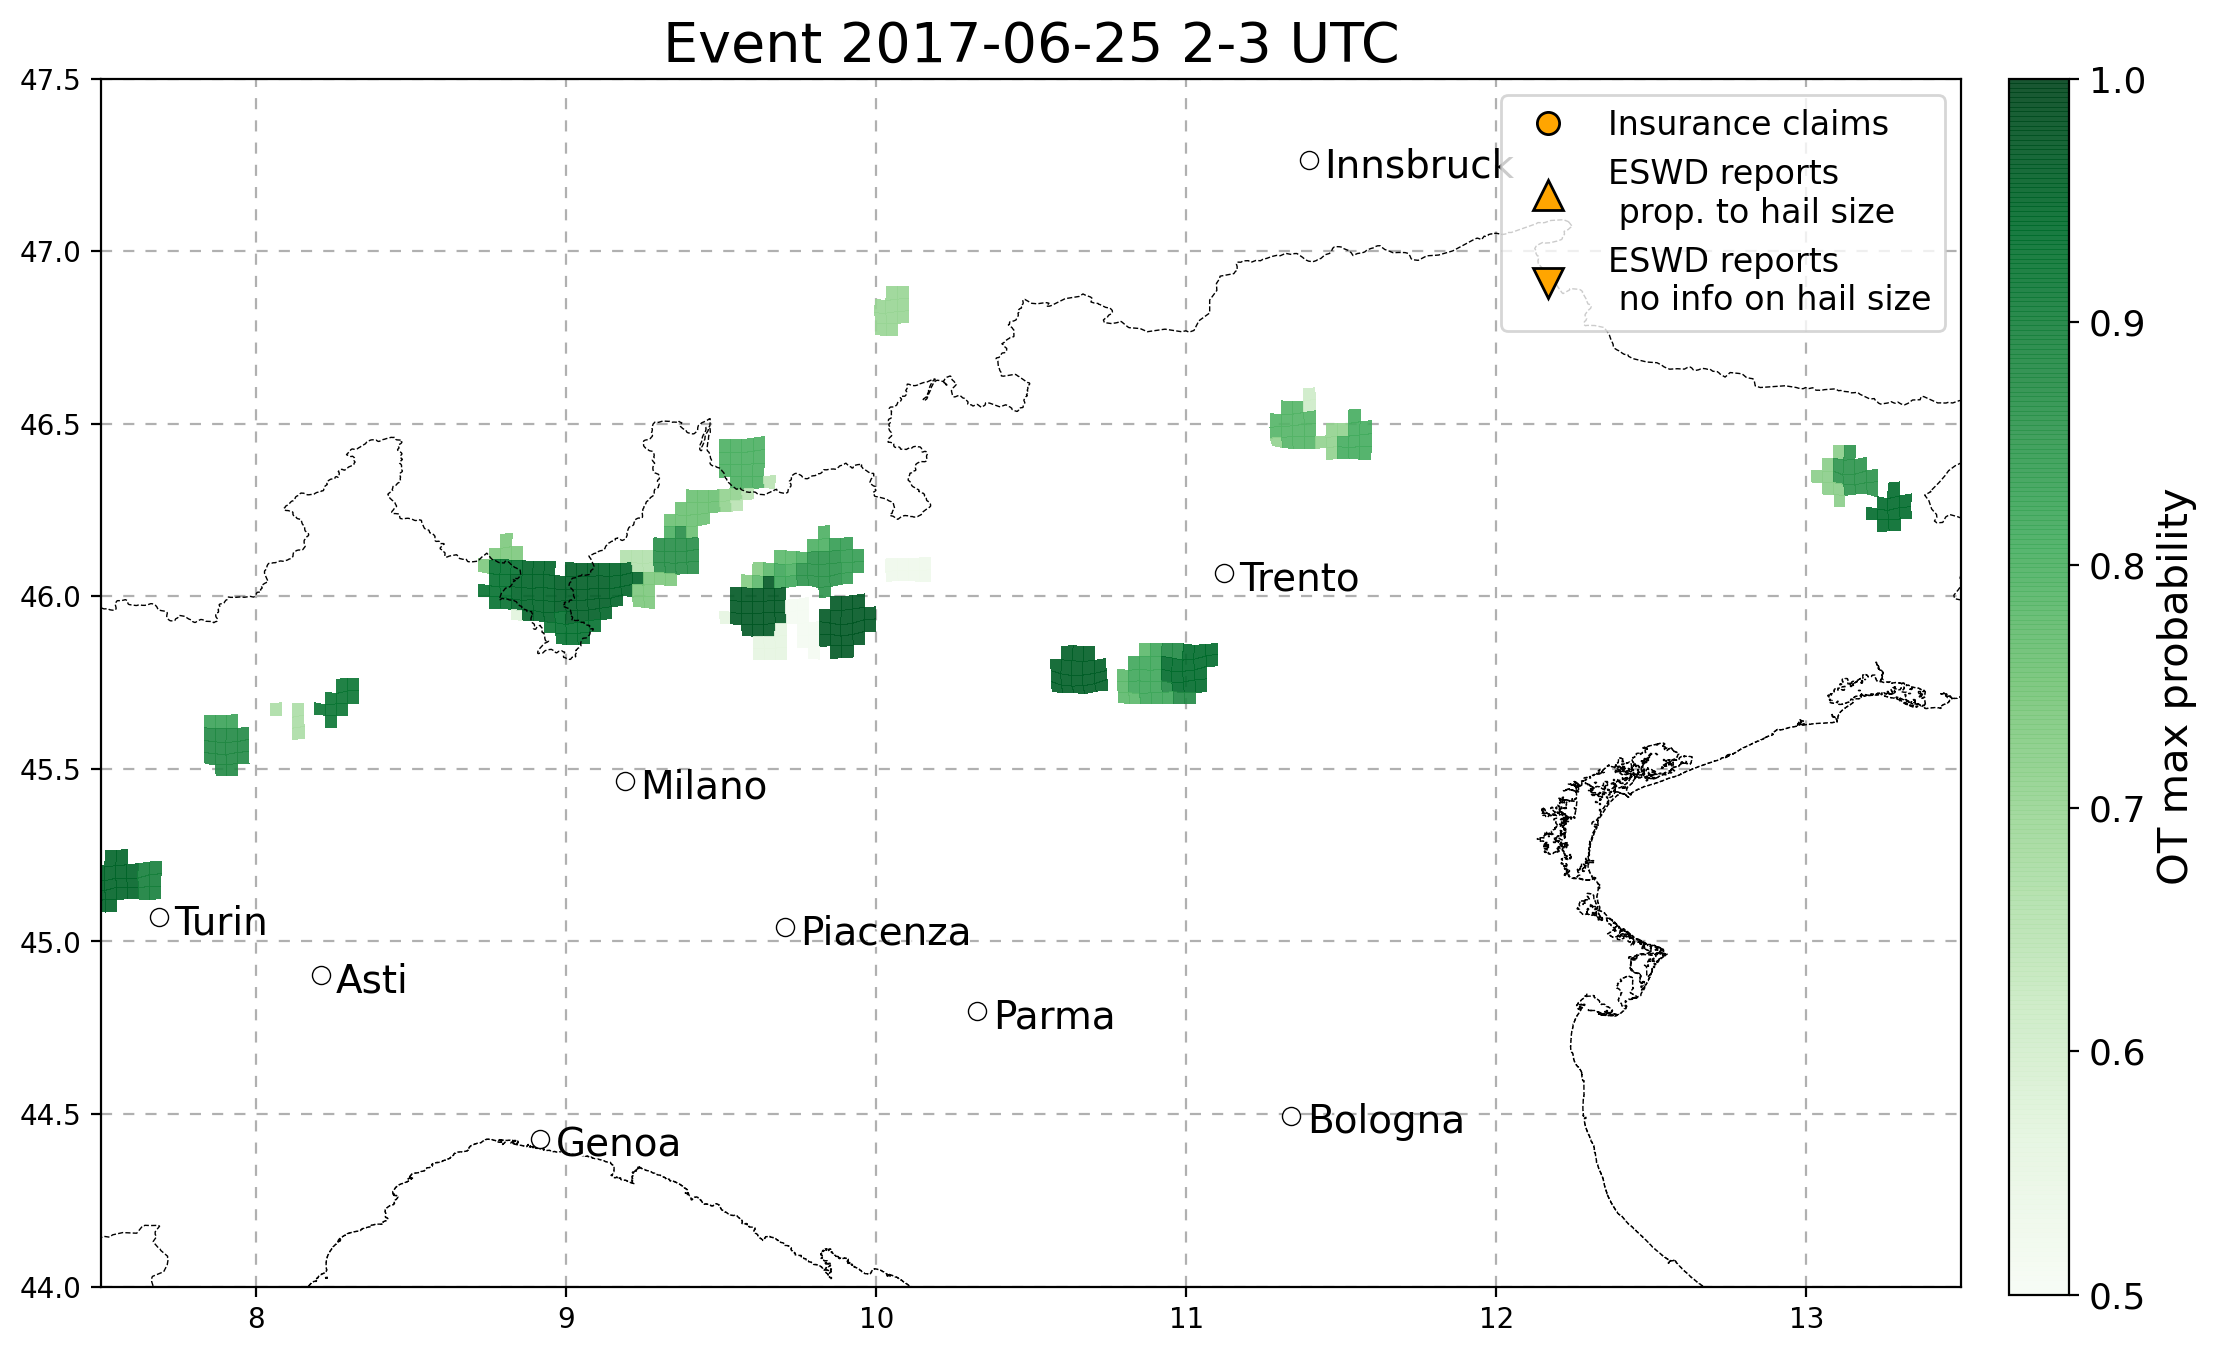 Event 2017-06-25 2-3 UTC
47.5
47.0
46.5
46.0
45.5
45.0
44.5
44.0
8
9
10
11
12
13
Innsbruck
Trento
Milano
Turin
Piacenza
Asti
Parma
Bologna
Genoa
Insurance claims
ESWD reports
prop. to hail size
ESWD reports
no info on hail size
1.0
0.9
0.8
0.7
0.6
0.5
OT max probability